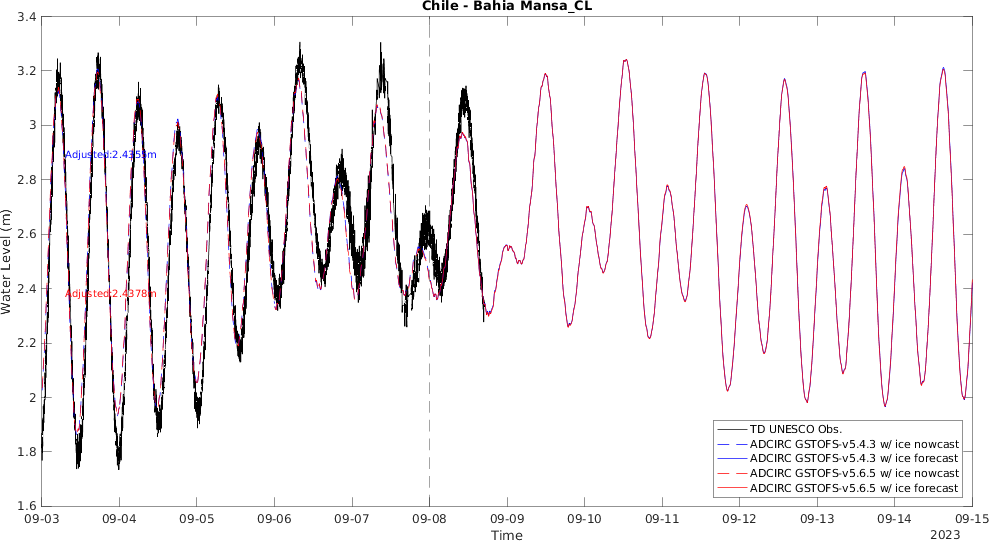 Chile - Bahia Mansa_CL
3.4
3.2
3
2.8
2.6
2.4
2.2
2
1.8
1.6
Water Level (m)
Adjusted:2.4355m
Adjusted:2.4378m
TD UNESCO Obs.
ADCIRC GSTOFS-v5.4.3 w/ ice nowcast
ADCIRC GSTOFS-v5.4.3 w/ ice forecast
ADCIRC GSTOFS-v5.6.5 w/ ice nowcast
ADCIRC GSTOFS-v5.6.5 w/ ice forecast
09-03 09-04 09-05 09-06 09-07 09-08 09-09 09-10 09-11 09-12 09-13 09-14 09-15
Time
2023